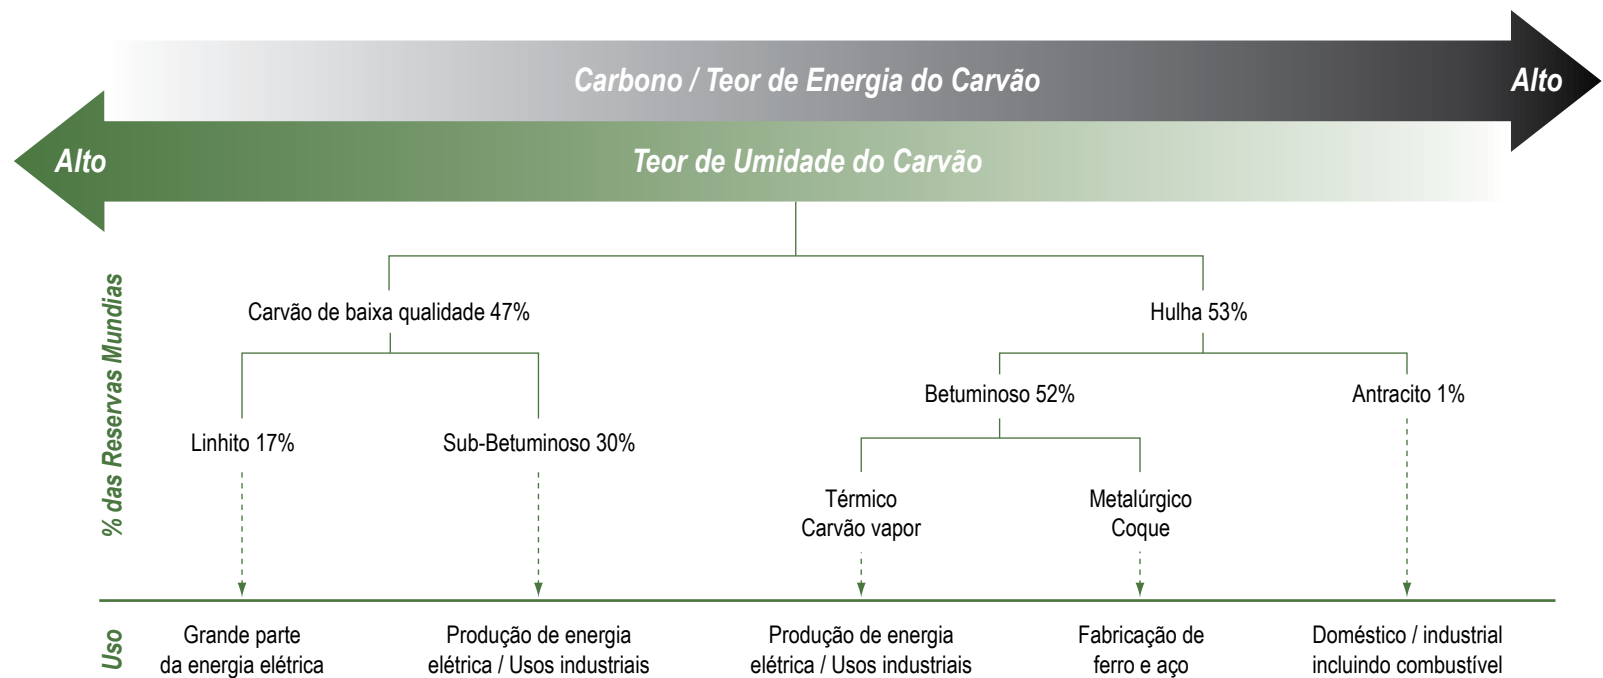 Carbono / Teor de Energia do Carvão
Alto
Alto
Teor de Umidade do Carvão
% das Reservas Mundias
Carvão de baixa qualidade 47%
Hulha 53%
Betuminoso 52%
Antracito 1%
Linhito 17%
Sub-Betuminoso 30%
Térmico
Carvão vapor
Metalúrgico
Coque
Uso
Grande parte
da energia elétrica
Produção de energia
elétrica / Usos industriais
Produção de energia
elétrica / Usos industriais
Fabricação de
ferro e aço
Doméstico / industrial
incluindo combustível